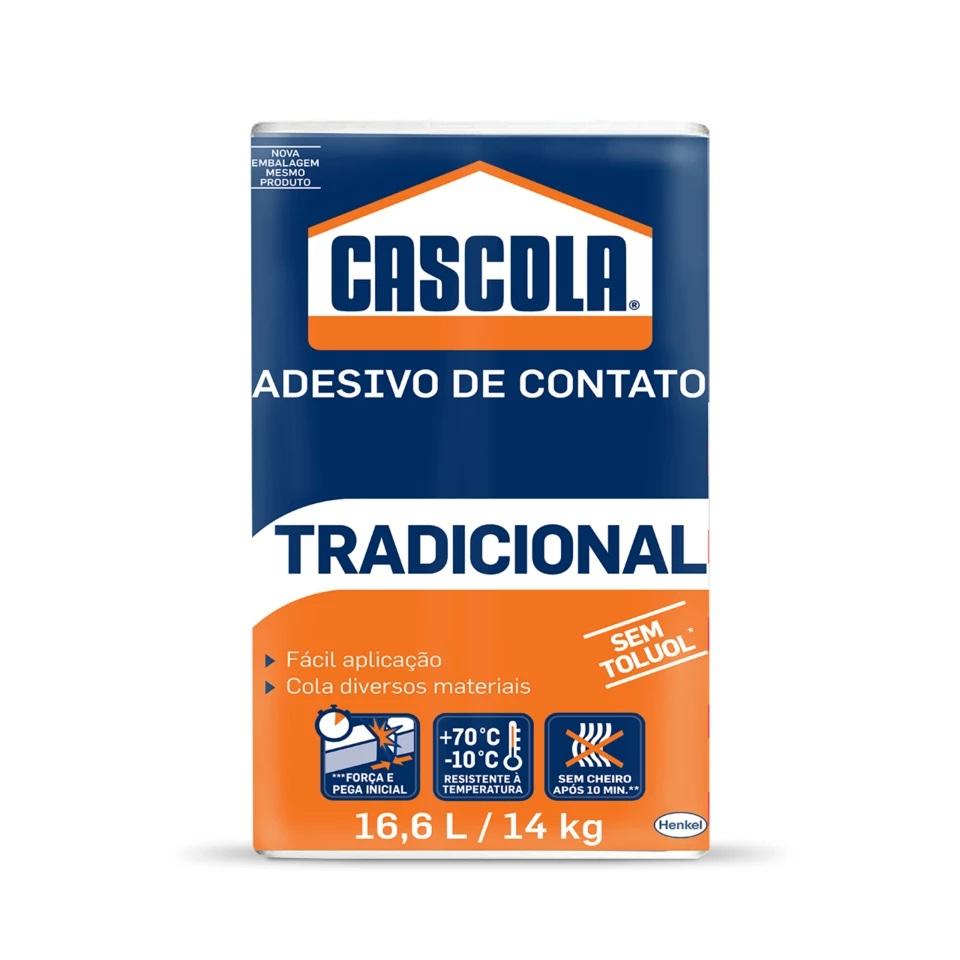 NOVA
EMBALAGEM
MESMO
PRODUTO
CASCOLA®
ADESIVO DE CONTATO
TRADICIONAL
SEM
TOLUOL*
Fácil aplicação
Cola diversos materiais
***FORÇA E
PEGA INICIAL
+70°C
-10°C
RESISTENTE À
TEMPERATURA
SEM CHEIRO
APÓS 10 MIN.**
16,6 L / 14 kg
Henkel